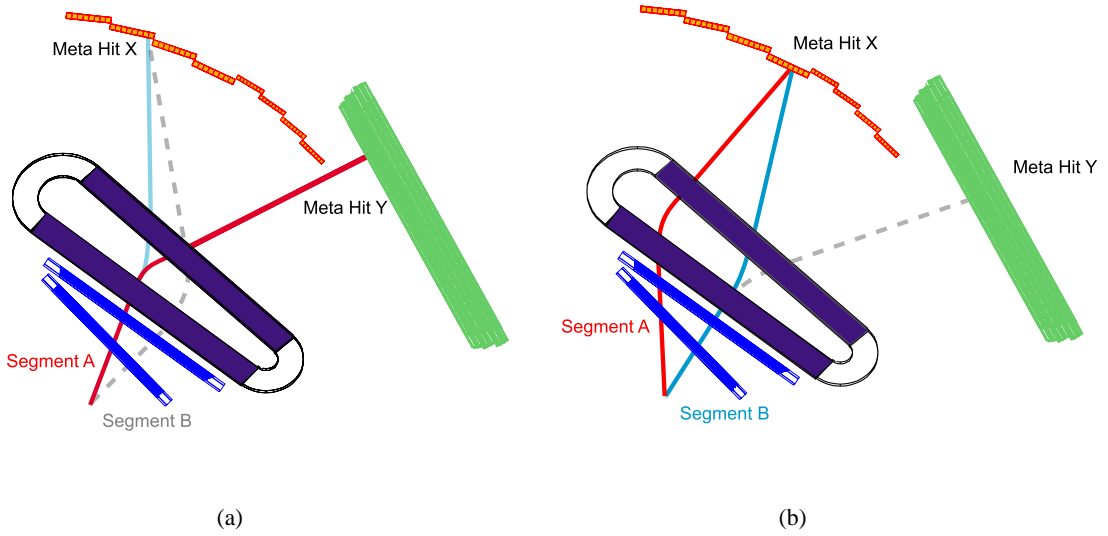 Meta Hit X
Meta Hit Y
Segment A
Segment B
(a)
Meta Hit X
Meta Hit Y
Segment A
Segment B
(b)